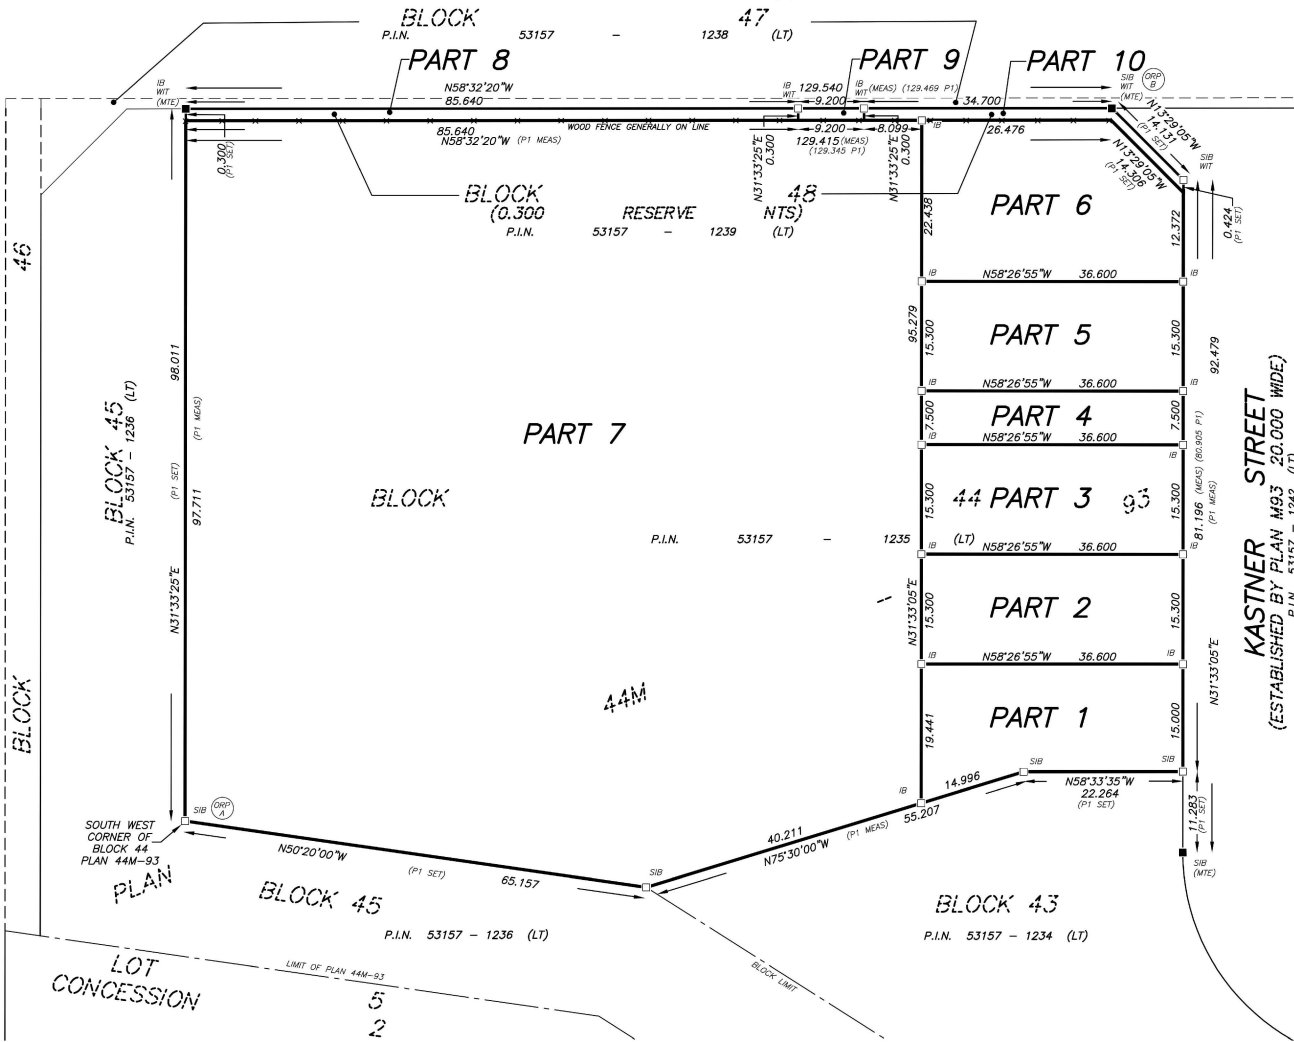 BLOCK 47
P.I.N. 53157 - 1238 (LT)
PART 8
PART 9
PART 10
IB
WIT
(MTE)
N58°32'20"W
85.640
IB
WIT
129.540
IB
WIT
(MEAS) (129.469 P1)
9.200
34.700
SIB
WIT
(MTE)
ORP
B
N13°29'05"W
14.131
(P1 SET)
85.640
WOOD FENCE GENERALLY ON LINE
N58°32'20"W (P1 MEAS)
9.200
8.099
IB
26.476
129.415 (MEAS)
(129.345 P1)
0.300
(P1 SET)
N31°33'25"E
0.300
N31°33'25"E
0.300
N13°29'05"W
14.306
(P1 SET)
SIB
WIT
BLOCK 48
(0.300 RESERVE NTS)
P.I.N. 53157 - 1239 (LT)
PART 6
22.438
12.372
0.424
(P1 SET)
46
IB
N58°26'55"W 36.600
IB
95.279
15.300
PART 5
15.300
92.479
98.011
IB
N58°26'55"W 36.600
IB
BLOCK 45
P.I.N. 53157 - 1236 (LT)
(P1 MEAS)
(P1 SET)
97.711
PART 7
7.500
PART 4
7.500
IB
N58°26'55"W 36.600
IB
BLOCK
44
PART 3
93
15.300
15.300
81.196 (MEAS) (80.905 P1)
(P1 MEAS)
P.I.N. 53157 - 1235 (LT)
IB
N58°26'55"W 36.600
IB
KASTNER STREET
(ESTABLISHED BY PLAN M93 20.000 WIDE)
P.I.N. 53157 - 1242 (LT)
N31°33'25"E
N31°33'05"E
15.300
PART 2
15.300
IB
N58°26'55"W 36.600
IB
N31°33'05"E
44M
BLOCK
19.441
PART 1
15.000
SIB
SIB
14.996
N58°33'35"W
22.264
(P1 SET)
IB
55.207
11.283
(P1 SET)
SIB
ORP
A
SOUTH WEST
CORNER OF
BLOCK 44
PLAN 44M-93
40.211
(P1 MEAS)
N75°30'00"W
N50°20'00"W
(P1 SET)
65.157
SIB
SIB
(MTE)
PLAN
BLOCK 45
P.I.N. 53157 - 1236 (LT)
BLOCK 43
P.I.N. 53157 - 1234 (LT)
LIMIT OF PLAN 44M-93
BLOCK LIMIT
LOT 5
CONCESSION 2